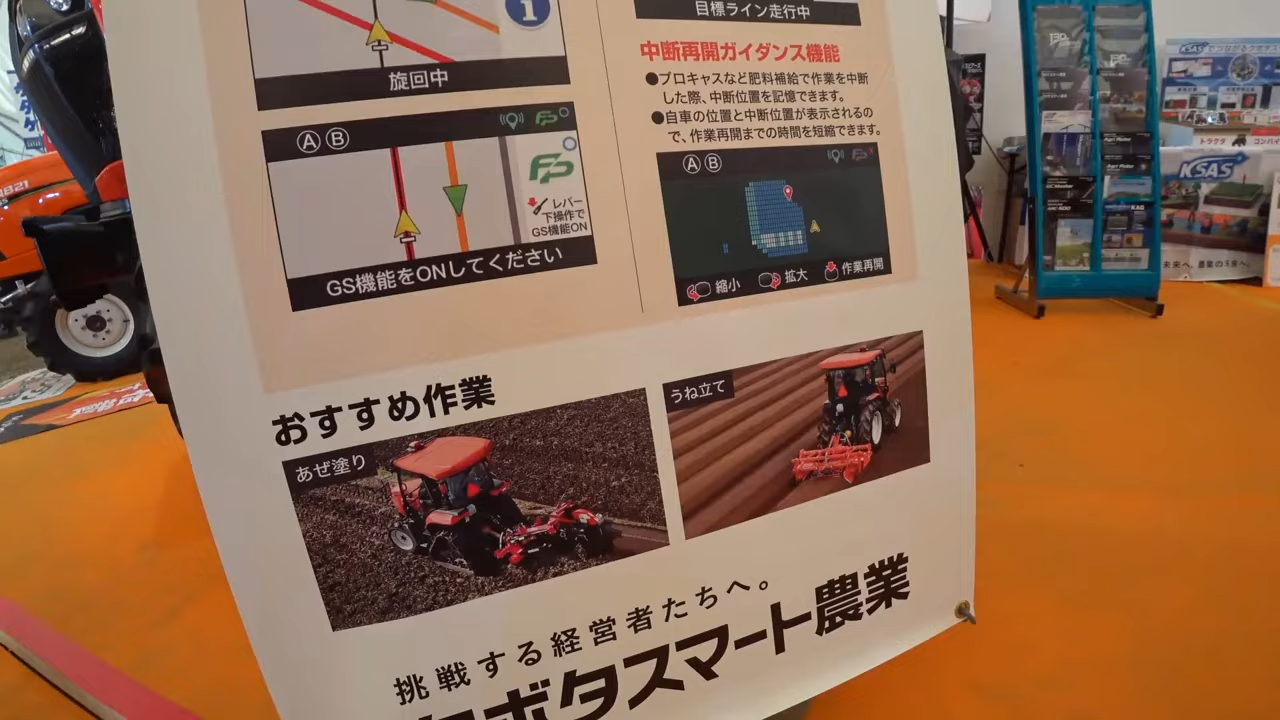 旋回中
A B
FP
FP
レバー
下操作で
GS機能ON
GS機能をONしてください
目標ライン走行中
中断再開ガイダンス機能
●ブロキャスなど肥料補給で作業を中断
した際、中断位置を記憶できます。
●自車の位置と中断位置が表示されるの
で、作業再開までの時間を短縮できます。
A B
縮小
拡大
作業再開
おすすめ作業
あぜ塗り
うね立て
挑戦する経営者たちへ。
ボタスマート農業
KSAS
KSAS
トラクタ